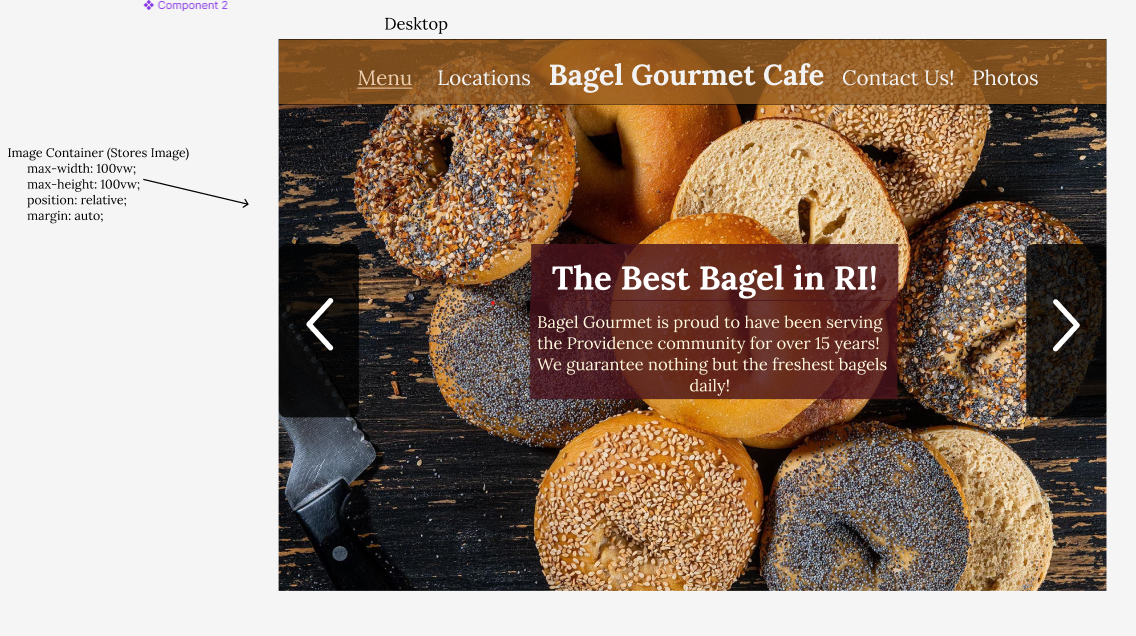 Component 2
Desktop
Menu Locations Bagel Gourmet Cafe Contact Us! Photos
Image Container (Stores Image)
max-width: 100vw;
max-height: 100vw;
position: relative;
margin: auto;
The Best Bagel in RI!
Bagel Gourmet is proud to have been serving
the Providence community for over 15 years!
We guarantee nothing but the freshest bagels
daily!